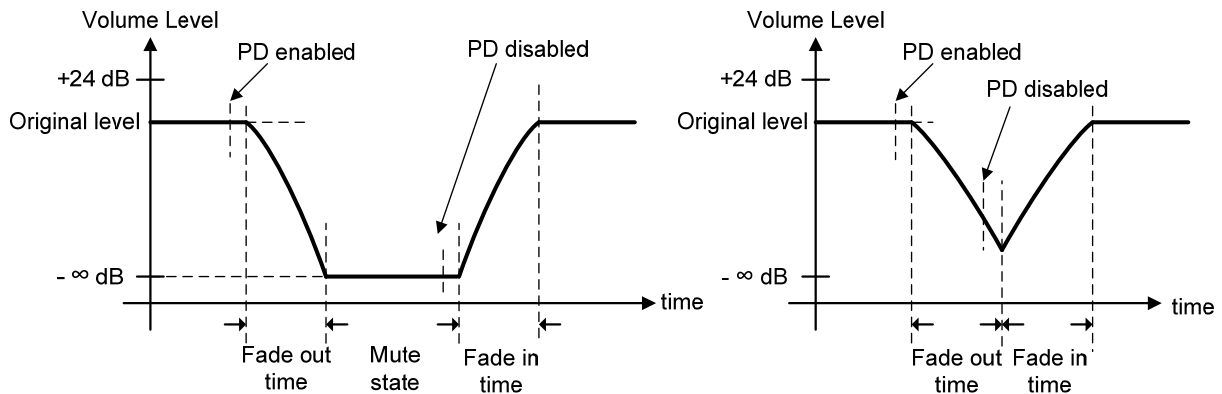 Volume Level
PD enabled
PD disabled
+24 dB
Original level
- ∞ dB
time
Fade out
time
Mute
state
Fade in
time
Volume Level
PD enabled
+24 dB
PD disabled
Original level
- ∞ dB
time
Fade out
time
Fade in
time